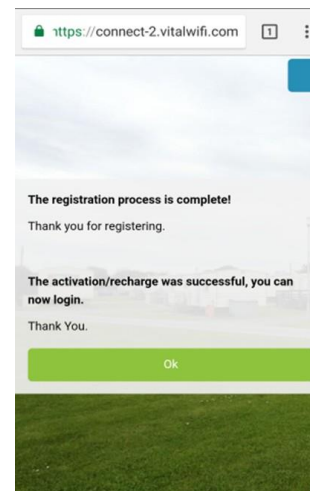 https://connect-2.vitalwifi.com
1
The registration process is complete!
Thank you for registering.
The activation/recharge was successful, you can
now login.
Thank You.
Ok